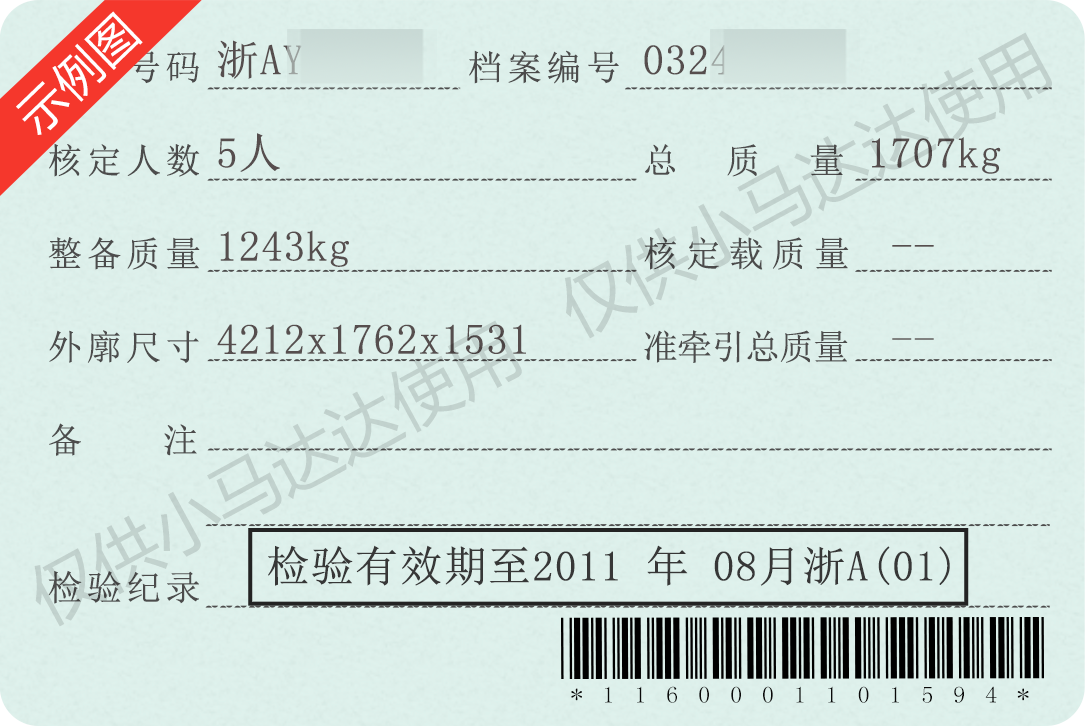 示例图
号码 浙AY 档案编号 0324
核定人数 5人 总质量 1707kg
整备质量 1243kg 核定载质量 --
外廓尺寸 4212x1762x1531 准牵引总质量 --
备注
检验纪录 检验有效期至2011 年 08月浙A(01)
*1160001101594*
仅供小马达达使用 仅供小马达达使用